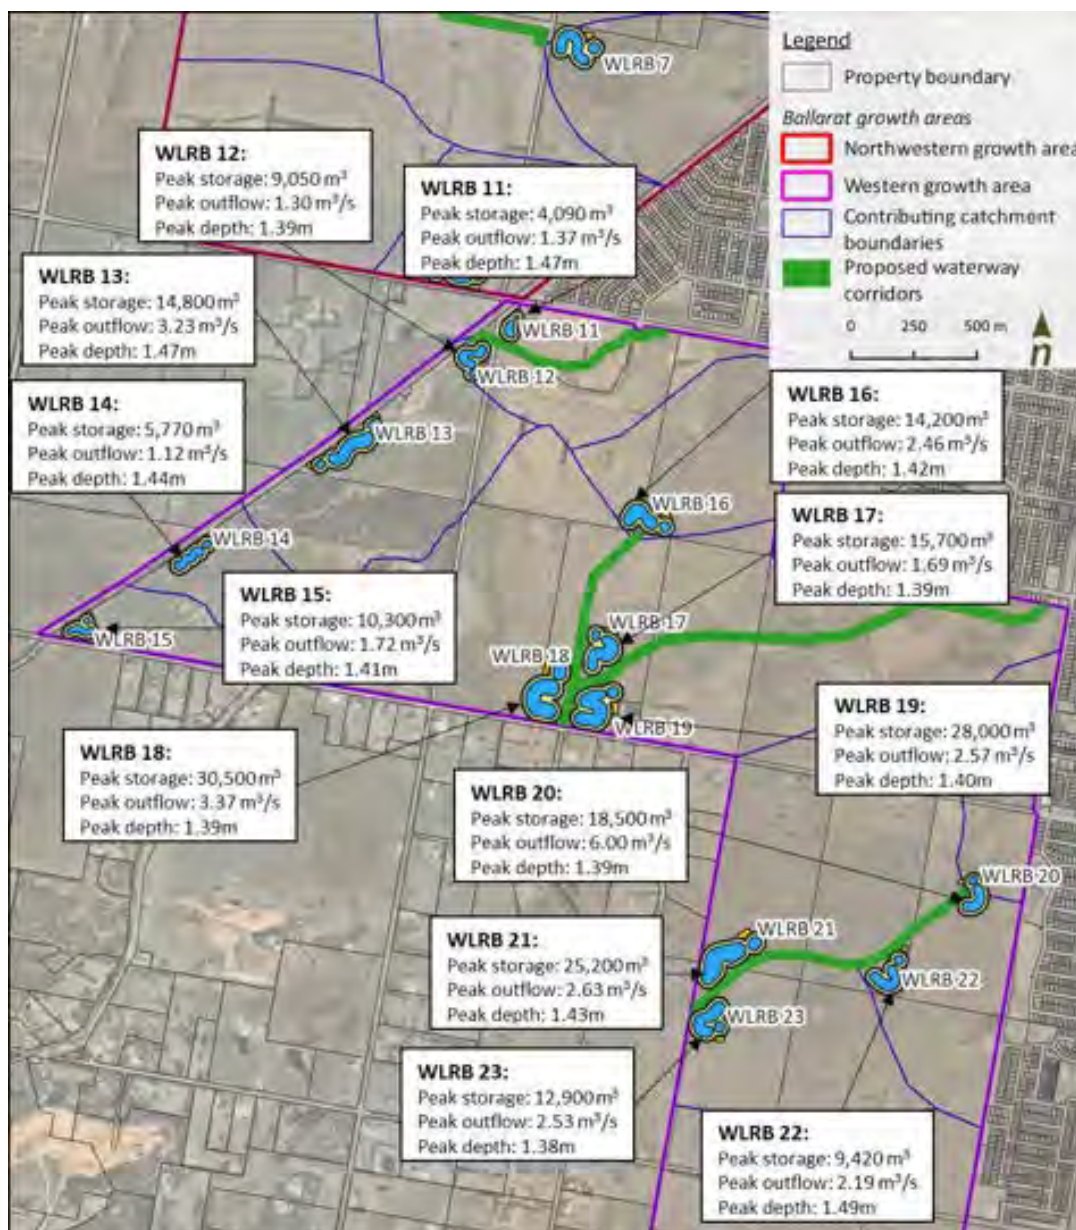 WLRB 7
Legend
Property boundary
Ballarat growth areas
Northwestern growth area
Western growth area
Contributing catchment
boundaries
Proposed waterway
corridors
0 250 500 m
n
WLRB 12:
Peak storage: 9,050 m³
Peak outflow: 1.30 m³/s
Peak depth: 1.39m
WLRB 11:
Peak storage: 4,090 m³
Peak outflow: 1.37 m³/s
Peak depth: 1.47m
WLRB 13:
Peak storage: 14,800 m³
Peak outflow: 3.23 m³/s
Peak depth: 1.47m
WLRB 11
WLRB 12
WLRB 14:
Peak storage: 5,770 m³
Peak outflow: 1.12 m³/s
Peak depth: 1.44m
WLRB 13
WLRB 16:
Peak storage: 14,200 m³
Peak outflow: 2.46 m³/s
Peak depth: 1.42m
WLRB 16
WLRB 14
WLRB 17:
Peak storage: 15,700 m³
Peak outflow: 1.69 m³/s
Peak depth: 1.39m
WLRB 15:
Peak storage: 10,300 m³
Peak outflow: 1.72 m³/s
Peak depth: 1.41m
WLRB 15
WLRB 17
WLRB 18
WLRB 19
WLRB 19:
Peak storage: 28,000 m³
Peak outflow: 2.57 m³/s
Peak depth: 1.40m
WLRB 18:
Peak storage: 30,500 m³
Peak outflow: 3.37 m³/s
Peak depth: 1.39m
WLRB 20:
Peak storage: 18,500 m³
Peak outflow: 6.00 m³/s
Peak depth: 1.39m
WLRB 20
WLRB 21:
Peak storage: 25,200 m³
Peak outflow: 2.63 m³/s
Peak depth: 1.43m
WLRB 21
WLRB 22
WLRB 23
WLRB 23:
Peak storage: 12,900 m³
Peak outflow: 2.53 m³/s
Peak depth: 1.38m
WLRB 22:
Peak storage: 9,420 m³
Peak outflow: 2.19 m³/s
Peak depth: 1.49m